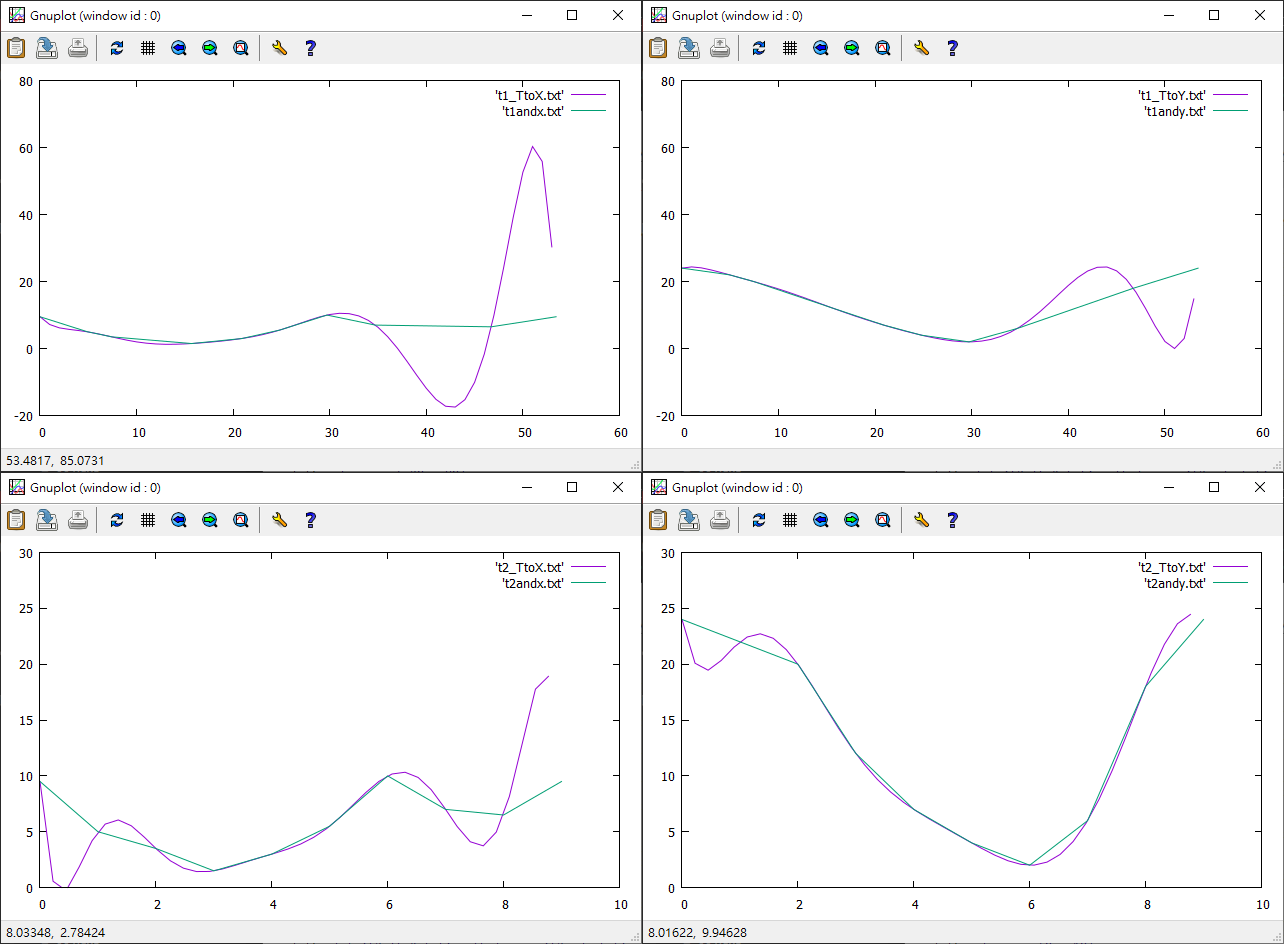 Gnuplot (window id : 0)
80
60
40
20
0
-20
0 10 20 30 40 50 60
't1_TtoX.txt'
't1andx.txt'
53.4817, 85.0731
Gnuplot (window id : 0)
80
60
40
20
0
-20
0 10 20 30 40 50 60
't1_TtoY.txt'
't1andy.txt'
Gnuplot (window id : 0)
30
25
20
15
10
5
0
0 2 4 6 8 10
't2_TtoX.txt'
't2andx.txt'
8.03348, 2.78424
Gnuplot (window id : 0)
30
25
20
15
10
5
0
0 2 4 6 8 10
't2_TtoY.txt'
't2andy.txt'
8.01622, 9.94628